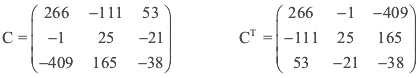 C = ( 266 −111 53 ) Cᵀ = ( 266 −1 −409 )
( −1 25 −21 ) ( −111 25 165 )
( −409 165 −38 ) ( 53 −21 −38 )